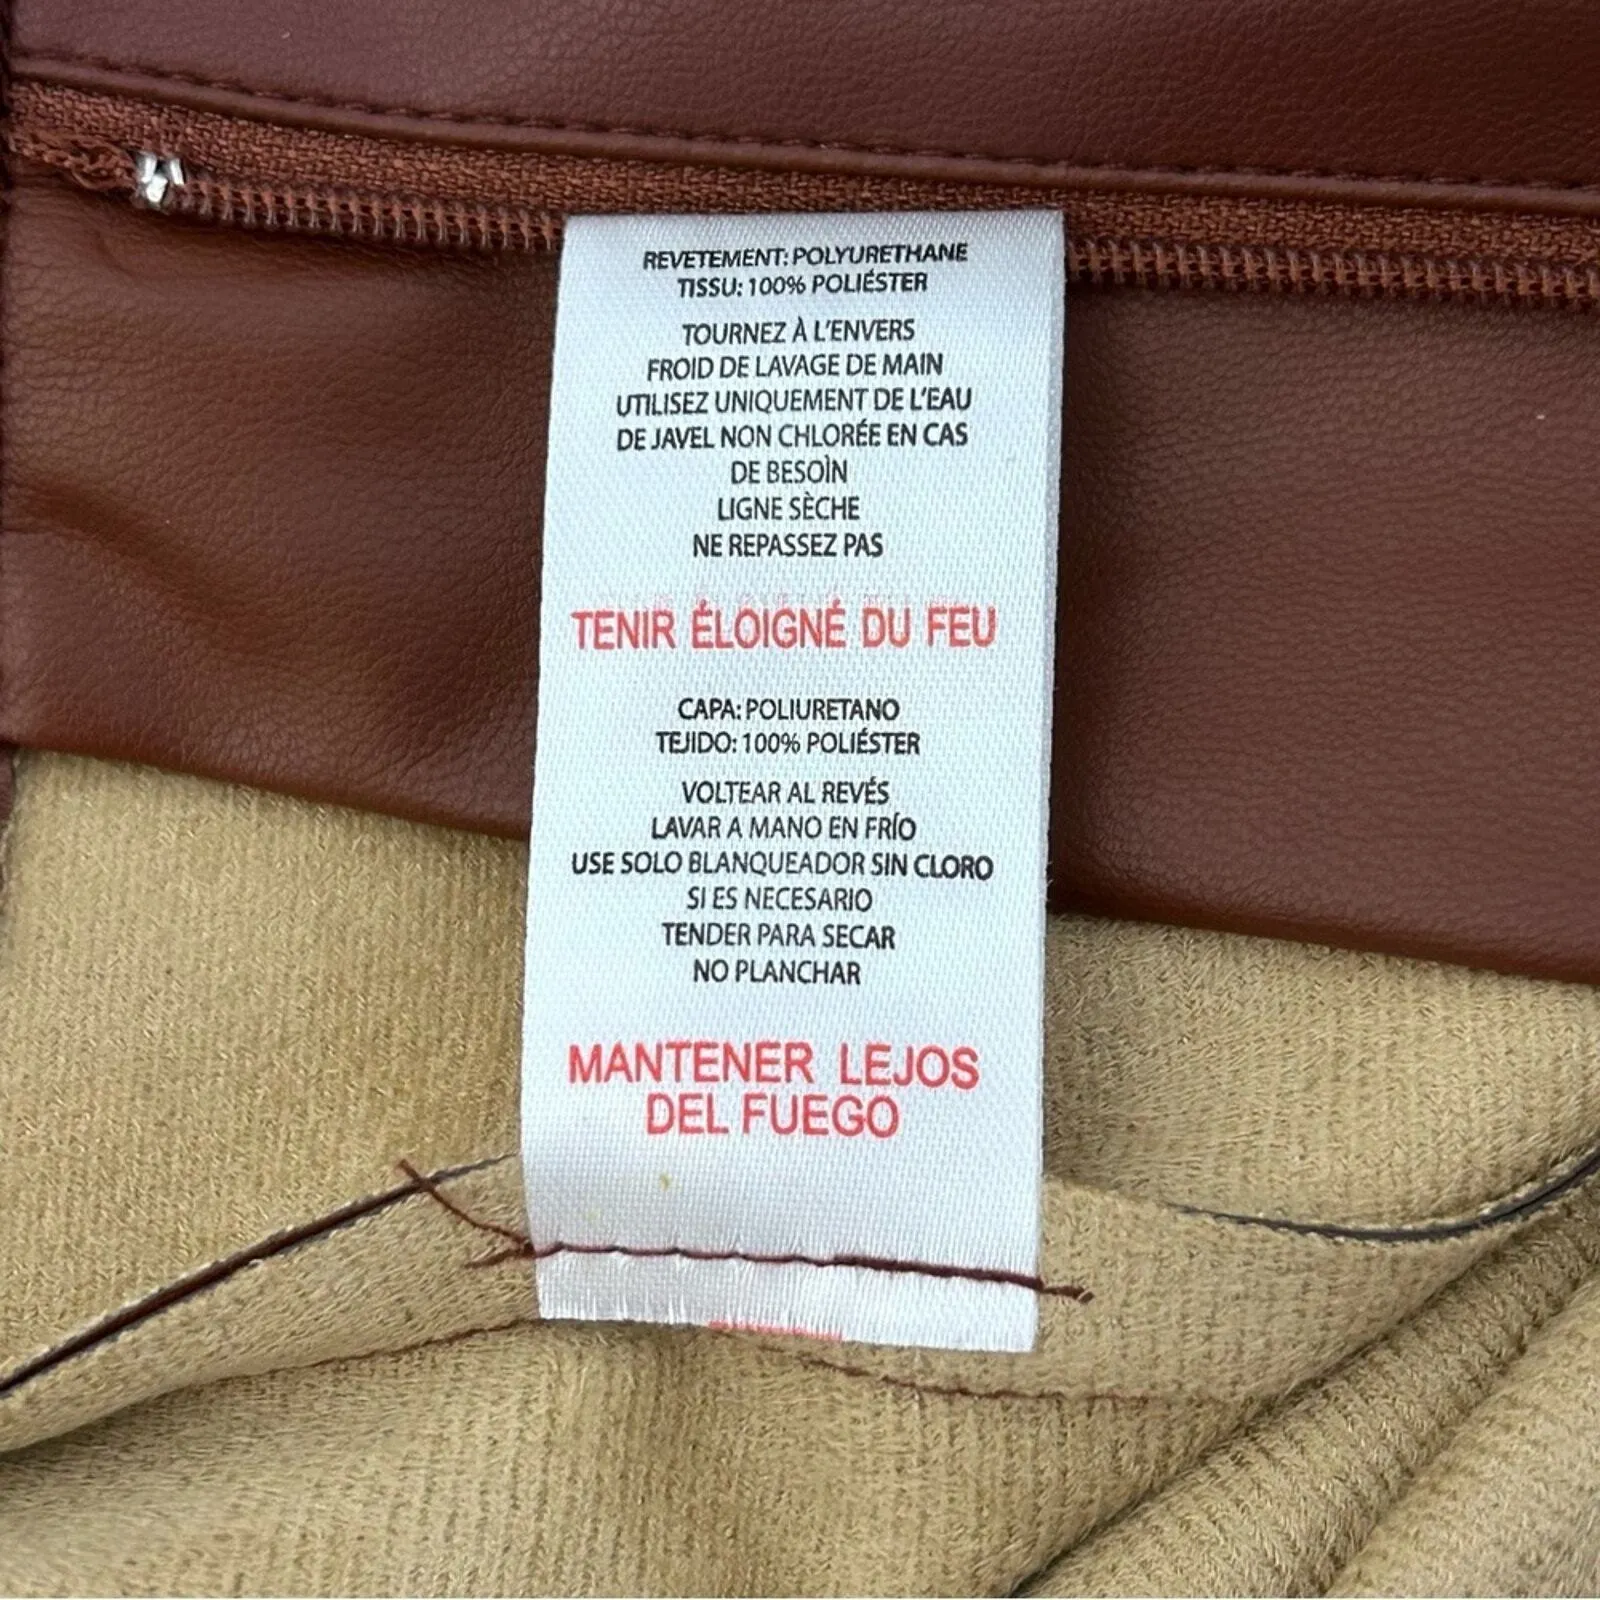 REVETEMENT: POLYURETHANE
TISSU: 100% POLIÉSTER
TOURNEZ À L'ENVERS
FROID DE LAVAGE DE MAIN
UTILISEZ UNIQUEMENT DE L'EAU
DE JAVEL NON CHLORÉE EN CAS
DE BESOÌN
LIGNE SÈCHE
NE REPASSEZ PAS
TENIR ÉLOIGNÉ DU FEU
CAPA: POLIURETANO
TEJIDO: 100% POLIÉSTER
VOLTEAR AL REVÉS
LAVAR A MANO EN FRÍO
USE SOLO BLANQUEADOR SIN CLORO
SI ES NECESARIO
TENDER PARA SECAR
NO PLANCHAR
MANTENER LEJOS
DEL FUEGO